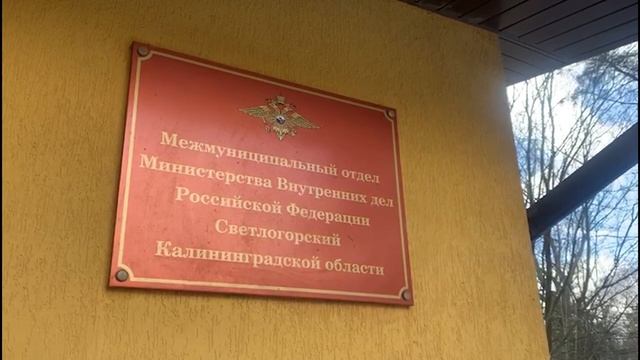 Межмуниципальный отдел
Министерства Внутренних дел
Российской Федерации
Светлогорский
Калининградской области